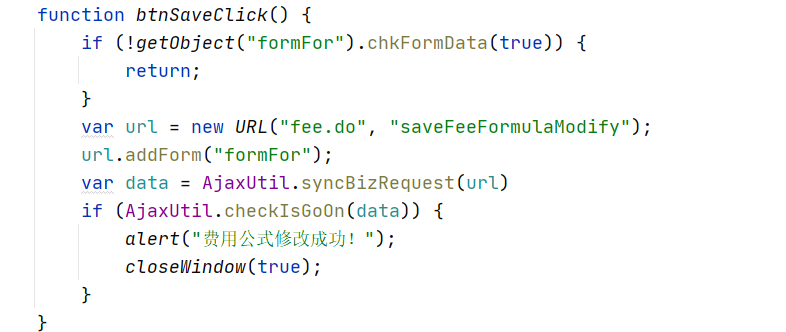 function btnSaveClick() {
    if (!getObject("formFor").chkFormData(true)) {
        return;
    }
    var url = new URL("fee.do", "saveFeeFormulaModify");
    url.addForm("formFor");
    var data = AjaxUtil.syncBizRequest(url)
    if (AjaxUtil.checkIsGoOn(data)) {
        alert("费用公式修改成功！");
        closeWindow(true);
    }
}